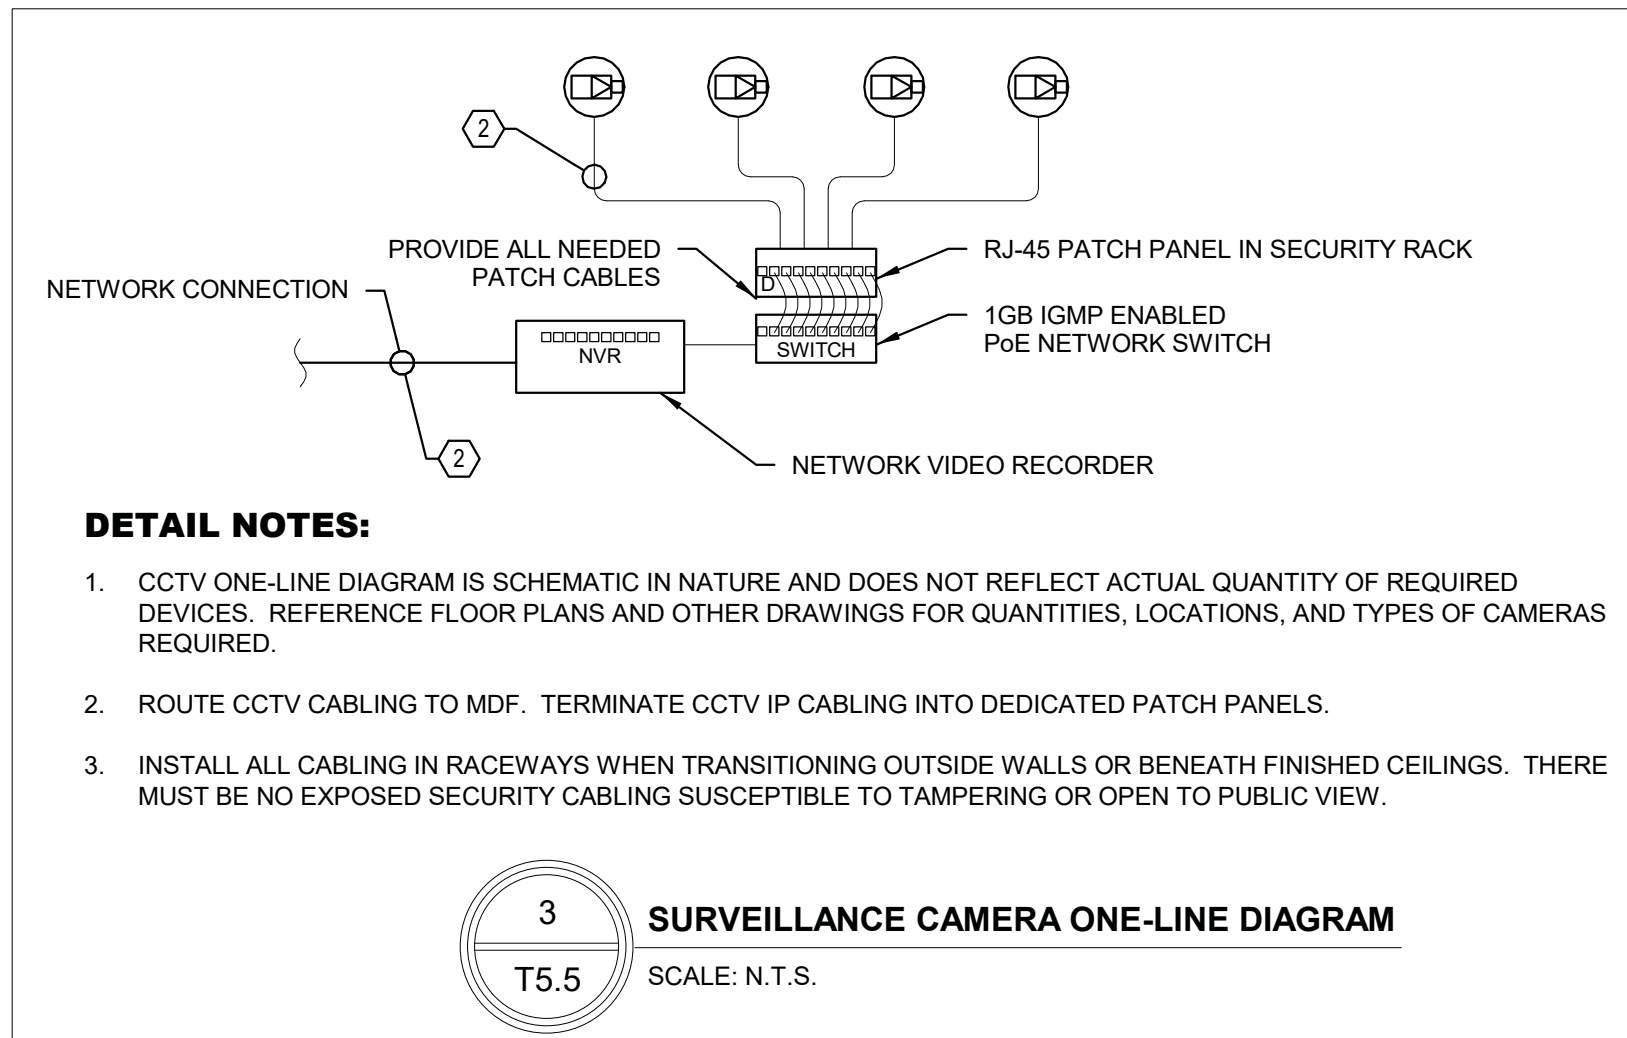 2
PROVIDE ALL NEEDED
PATCH CABLES
RJ-45 PATCH PANEL IN SECURITY RACK
D
NETWORK CONNECTION
1GB IGMP ENABLED
PoE NETWORK SWITCH
SWITCH
NVR
2
NETWORK VIDEO RECORDER
DETAIL NOTES:
1. CCTV ONE-LINE DIAGRAM IS SCHEMATIC IN NATURE AND DOES NOT REFLECT ACTUAL QUANTITY OF REQUIRED
DEVICES. REFERENCE FLOOR PLANS AND OTHER DRAWINGS FOR QUANTITIES, LOCATIONS, AND TYPES OF CAMERAS
REQUIRED.
2. ROUTE CCTV CABLING TO MDF. TERMINATE CCTV IP CABLING INTO DEDICATED PATCH PANELS.
3. INSTALL ALL CABLING IN RACEWAYS WHEN TRANSITIONING OUTSIDE WALLS OR BENEATH FINISHED CEILINGS. THERE
MUST BE NO EXPOSED SECURITY CABLING SUSCEPTIBLE TO TAMPERING OR OPEN TO PUBLIC VIEW.
3
SURVEILLANCE CAMERA ONE-LINE DIAGRAM
T5.5
SCALE: N.T.S.